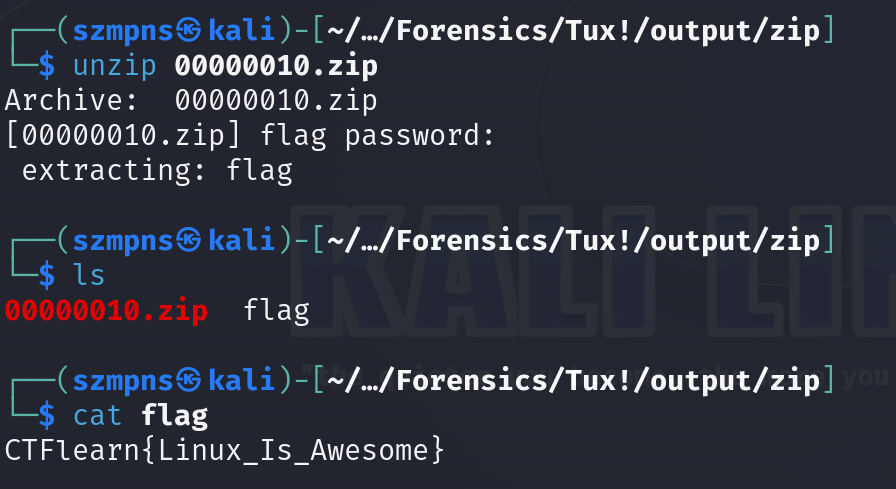 ┌──(szmpns㉿kali)-[~/…/Forensics/Tux!/output/zip]
└─$ unzip 00000010.zip
Archive:  00000010.zip
[00000010.zip] flag password:
 extracting: flag
┌──(szmpns㉿kali)-[~/…/Forensics/Tux!/output/zip]
└─$ ls
00000010.zip  flag
KALI LIN
┌──(szmpns㉿kali)-[~/…/Forensics/Tux!/output/zip]
you
└─$ cat flag
CTFlearn{Linux_Is_Awesome}